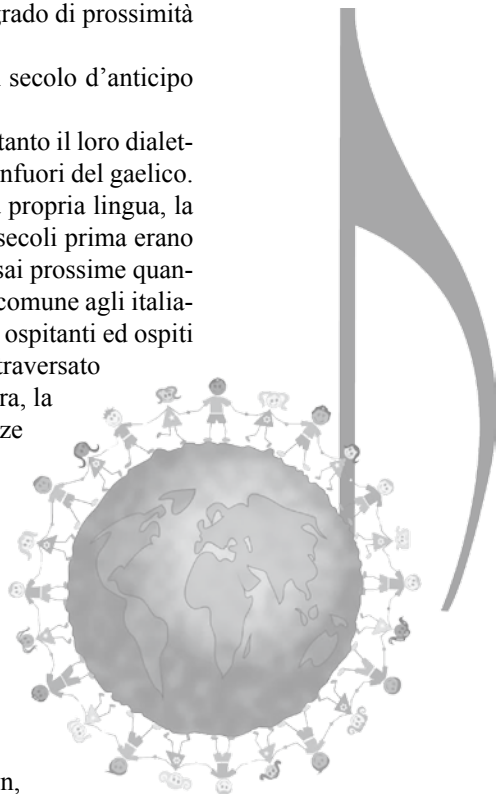 grado di prossimità
secolo d'anticipo
tanto il loro dialet-
infuori del gaelico.
propria lingua, la
secoli prima erano
sai prossime quan-
comune agli italia-
ospitanti ed ospiti
traversato
ra, la
ze
n,